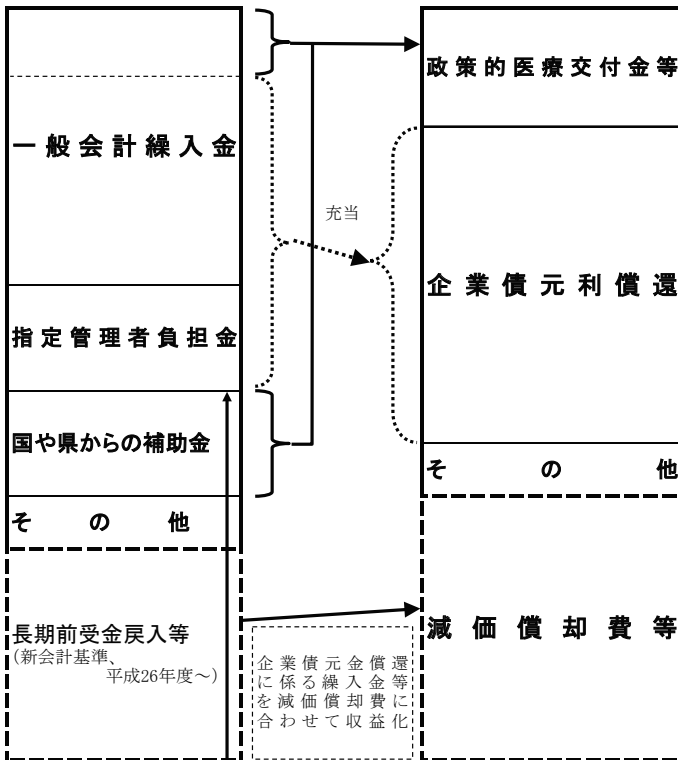 一般会計繰入金
指定管理者負担金
国や県からの補助金
その他
長期前受金戻入等
(新会計基準、
平成26年度～)
充当
企業債元金償還
に係る繰入金等
を減価償却費に
合わせて収益化
政策的医療交付金等
企業債元利償還
その他
減価償却費等